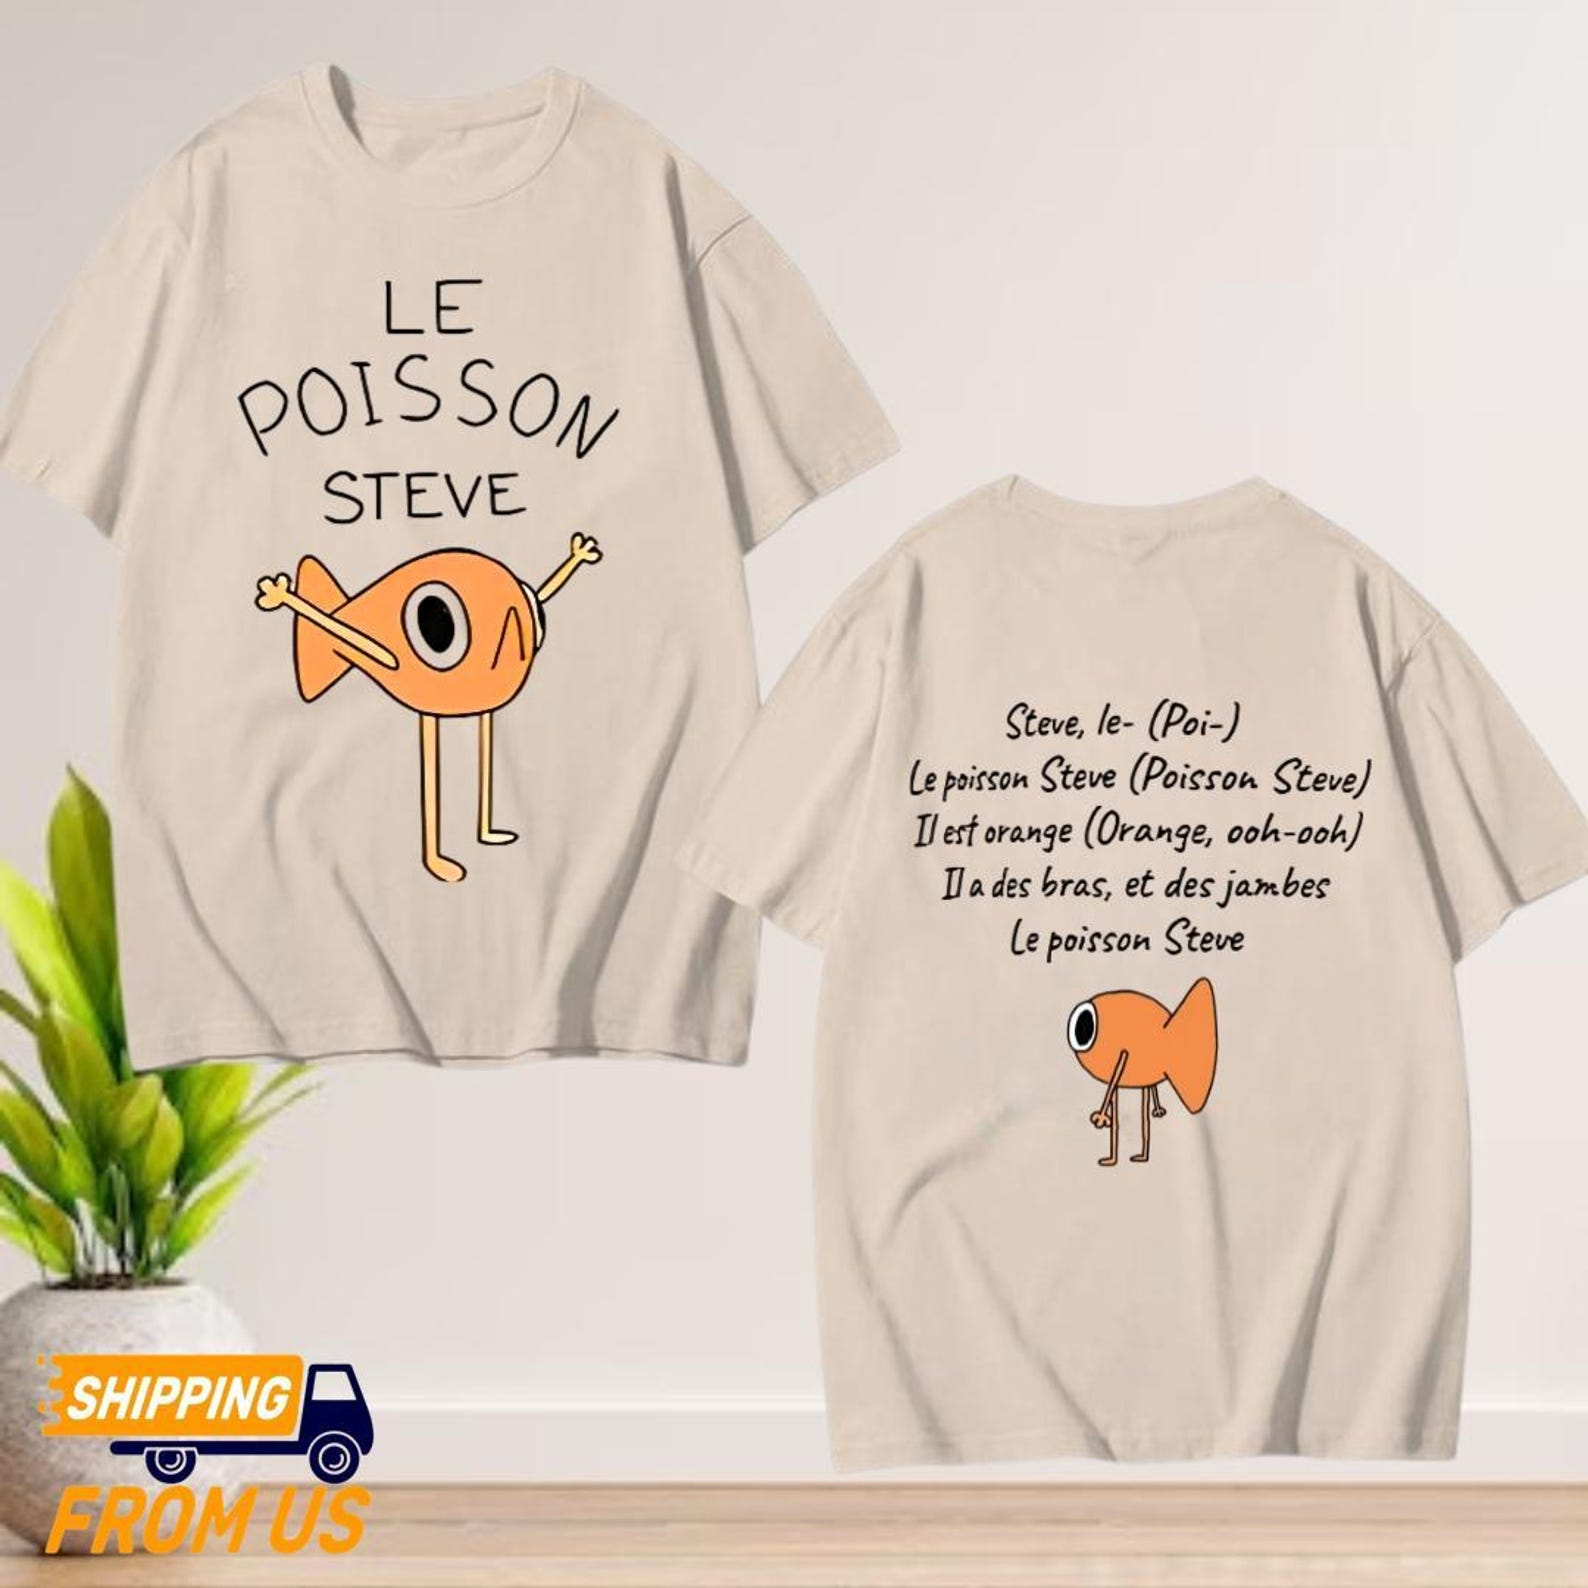 LE
POISSON
STEVE
Steve, le- (Poi-)
Le poisson Steve (Poisson Steve)
Il est orange (Orange, ooh-ooh)
Il a des bras, et des jambes
Le poisson Steve
SHIPPING
FROM US